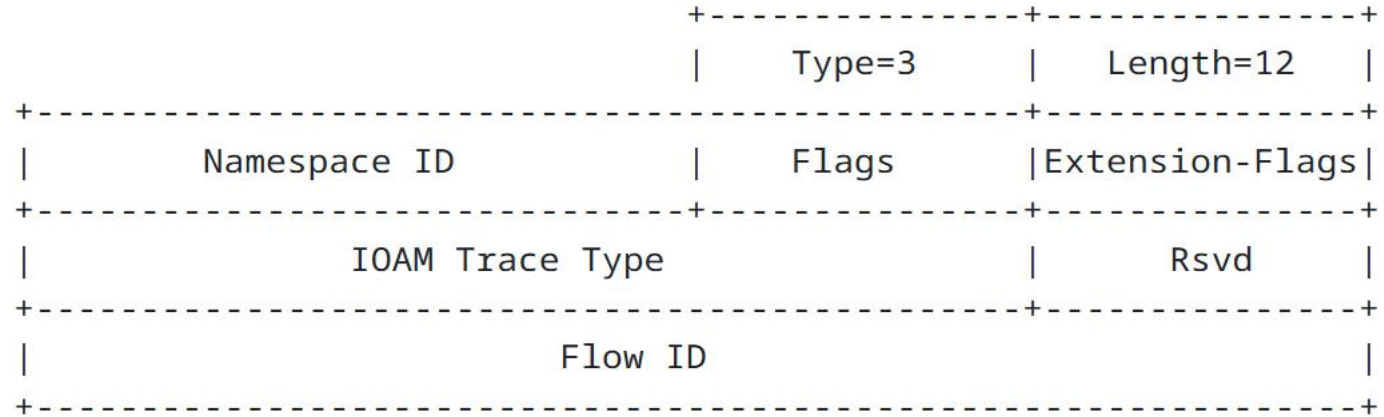 +---------------+---------------+
| Type=3 | Length=12 |
+-----------------------------------------------+---------------+
| Namespace ID | Flags |Extension-Flags|
+-------------------------------+---------------+---------------+
| IOAM Trace Type | Rsvd |
+-----------------------------------------------+---------------+
| Flow ID |
+---------------------------------------------------------------+